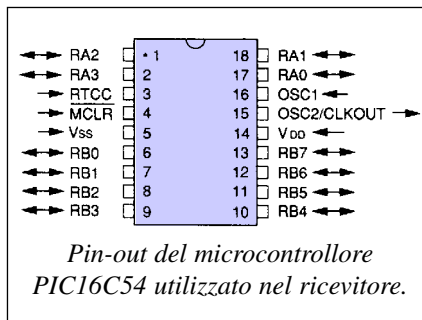 RA2 • 1 18 RA1
RA3 2 17 RA0
RTCC 3 16 OSC1
MCLR 4 15 OSC2/CLKOUT
Vss 5 14 VDD
RB0 6 13 RB7
RB1 7 12 RB6
RB2 8 11 RB5
RB3 9 10 RB4
Pin-out del microcontrollore
PIC16C54 utilizzato nel ricevitore.